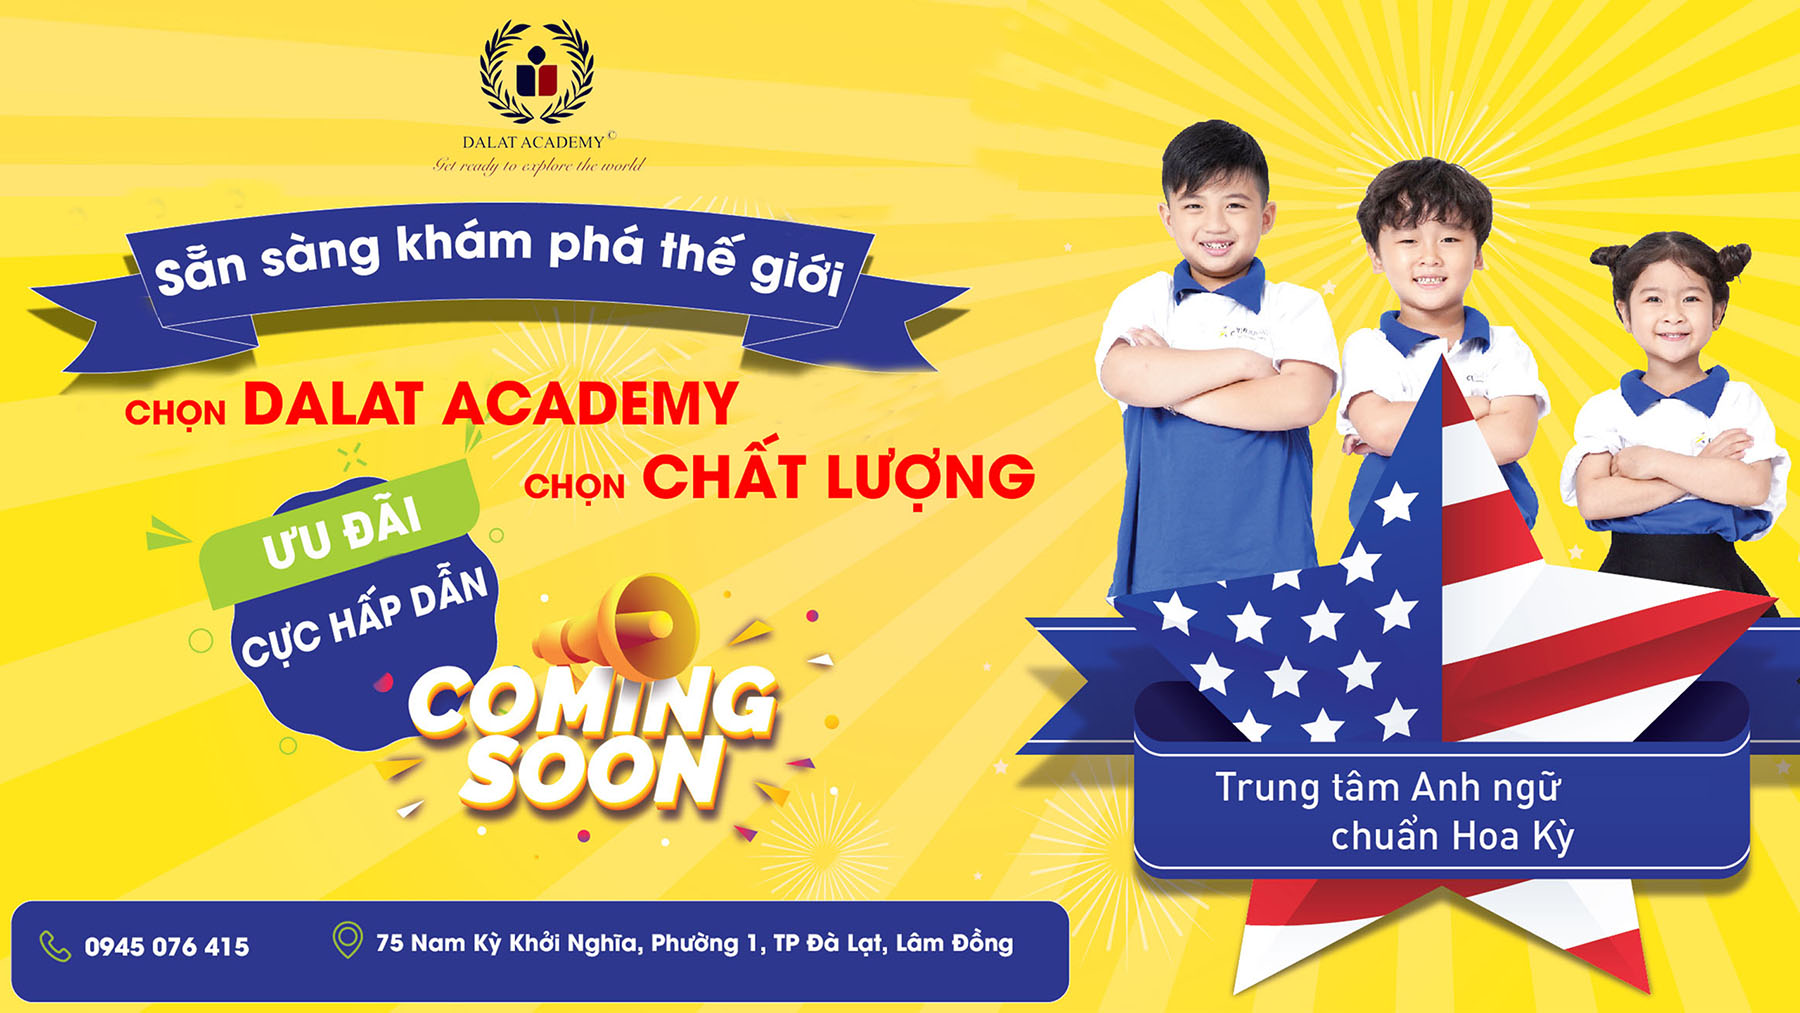 DALAT ACADEMY©
Get ready to explore the world
Sẵn sàng khám phá thế giới
CHỌN DALAT ACADEMY
CHỌN CHẤT LƯỢNG
ƯU ĐÃI
CỰC HẤP DẪN
COMING
SOON
Trung tâm Anh ngữ
chuẩn Hoa Kỳ
0945 076 415
75 Nam Kỳ Khởi Nghĩa, Phường 1, TP Đà Lạt, Lâm Đồng